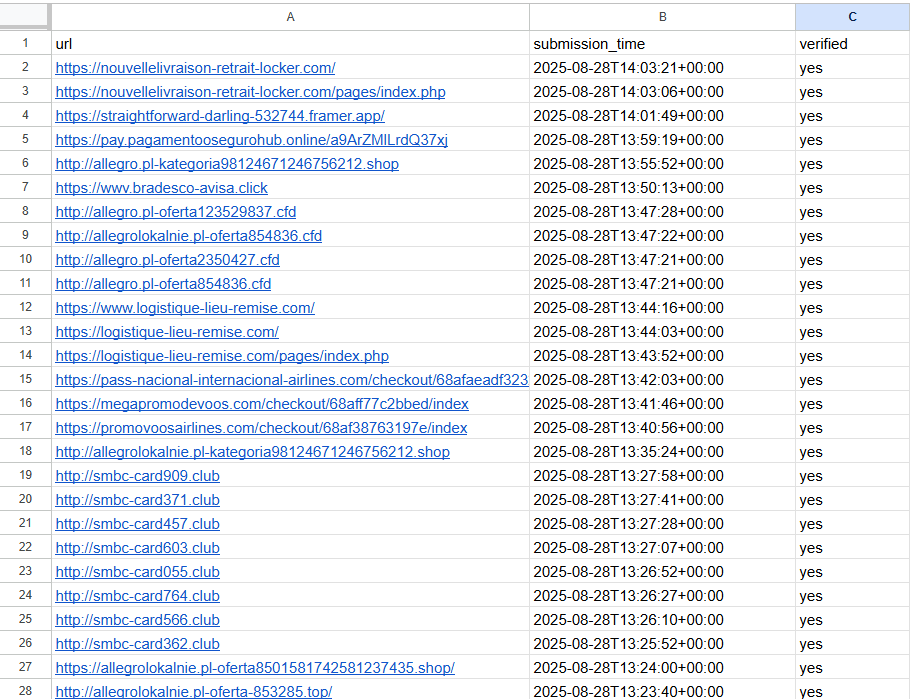 A B C
1 url submission_time verified
2 https://nouvellelivraison-retrait-locker.com/ 2025-08-28T14:03:21+00:00 yes
3 https://nouvellelivraison-retrait-locker.com/pages/index.php 2025-08-28T14:03:06+00:00 yes
4 https://straightforward-darling-532744.framer.app/ 2025-08-28T14:01:49+00:00 yes
5 https://pay.pagamentoosegurohub.online/a9ArZMlLrdQ37xj 2025-08-28T13:59:19+00:00 yes
6 http://allegro.pl-kategoria98124671246756212.shop 2025-08-28T13:55:52+00:00 yes
7 https://wwv.bradesco-avisa.click 2025-08-28T13:50:13+00:00 yes
8 http://allegro.pl-oferta123529837.cfd 2025-08-28T13:47:28+00:00 yes
9 http://allegrolokalnie.pl-oferta854836.cfd 2025-08-28T13:47:22+00:00 yes
10 http://allegro.pl-oferta2350427.cfd 2025-08-28T13:47:21+00:00 yes
11 http://allegro.pl-oferta854836.cfd 2025-08-28T13:47:21+00:00 yes
12 https://www.logistique-lieu-remise.com/ 2025-08-28T13:44:16+00:00 yes
13 https://logistique-lieu-remise.com/ 2025-08-28T13:44:03+00:00 yes
14 https://logistique-lieu-remise.com/pages/index.php 2025-08-28T13:43:52+00:00 yes
15 https://pass-nacional-internacional-airlines.com/checkout/68afaeadf323 2025-08-28T13:42:03+00:00 yes
16 https://megapromodevoos.com/checkout/68aff77c2bbed/index 2025-08-28T13:41:46+00:00 yes
17 https://promovoosairlines.com/checkout/68af38763197e/index 2025-08-28T13:40:56+00:00 yes
18 http://allegrolokalnie.pl-kategoria98124671246756212.shop 2025-08-28T13:35:24+00:00 yes
19 http://smbc-card909.club 2025-08-28T13:27:58+00:00 yes
20 http://smbc-card371.club 2025-08-28T13:27:41+00:00 yes
21 http://smbc-card457.club 2025-08-28T13:27:28+00:00 yes
22 http://smbc-card603.club 2025-08-28T13:27:07+00:00 yes
23 http://smbc-card055.club 2025-08-28T13:26:52+00:00 yes
24 http://smbc-card764.club 2025-08-28T13:26:27+00:00 yes
25 http://smbc-card566.club 2025-08-28T13:26:10+00:00 yes
26 http://smbc-card362.club 2025-08-28T13:25:52+00:00 yes
27 https://allegrolokalnie.pl-oferta8501581742581237435.shop/ 2025-08-28T13:24:00+00:00 yes
28 http://allegrolokalnie.pl-oferta-853285.top/ 2025-08-28T13:23:40+00:00 yes